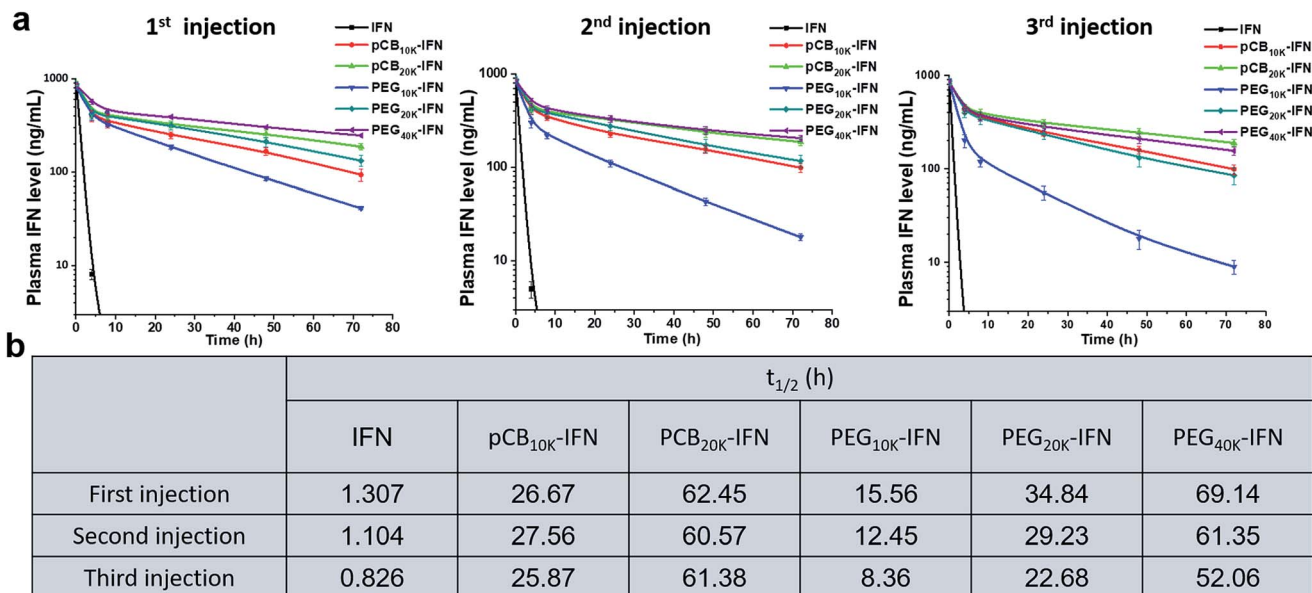 a
1st injection
IFN
pCB10K-IFN
pCB20K-IFN
PEG10K-IFN
PEG20K-IFN
PEG40K-IFN
Plasma IFN level (ng/mL)
1000
100
10
0 10 20 30 40 50 60 70 80
Time (h)
2nd injection
IFN
pCB10K-IFN
pCB20K-IFN
PEG10K-IFN
PEG20K-IFN
PEG40K-IFN
Plasma IFN level (ng/mL)
1000
100
10
0 10 20 30 40 50 60 70 80
Time (h)
3rd injection
IFN
pCB10K-IFN
pCB20K-IFN
PEG10K-IFN
PEG20K-IFN
PEG40K-IFN
Plasma IFN level (ng/mL)
1000
100
10
0 10 20 30 40 50 60 70 80
Time (h)
b
t1/2 (h)
IFN pCB10K-IFN PCB20K-IFN PEG10K-IFN PEG20K-IFN PEG40K-IFN
First injection 1.307 26.67 62.45 15.56 34.84 69.14
Second injection 1.104 27.56 60.57 12.45 29.23 61.35
Third injection 0.826 25.87 61.38 8.36 22.68 52.06